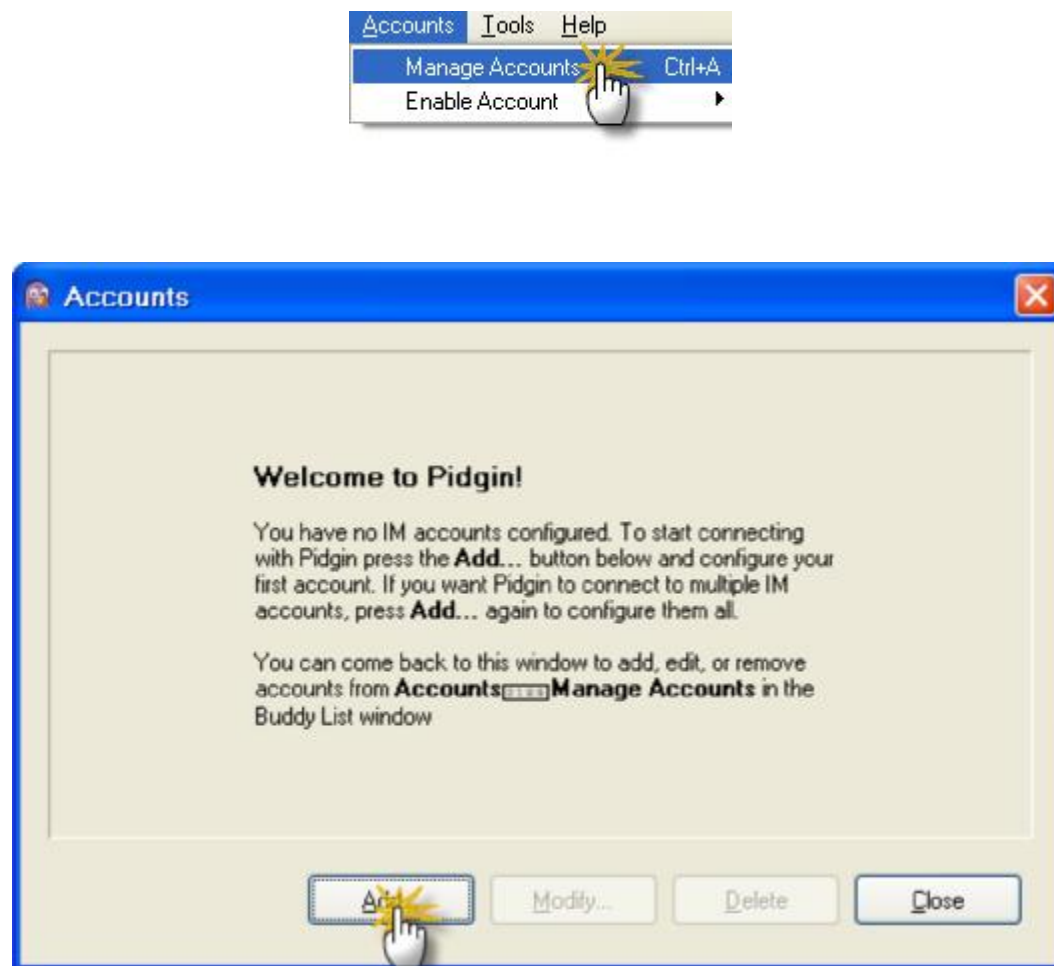 Accounts Tools Help
Manage Accounts Ctrl+A
Enable Account
Accounts
Welcome to Pidgin!
You have no IM accounts configured. To start connecting
with Pidgin press the Add... button below and configure your
first account. If you want Pidgin to connect to multiple IM
accounts, press Add... again to configure them all.
You can come back to this window to add, edit, or remove
accounts from Accounts Manage Accounts in the
Buddy List window
Add... Modify... Delete Close